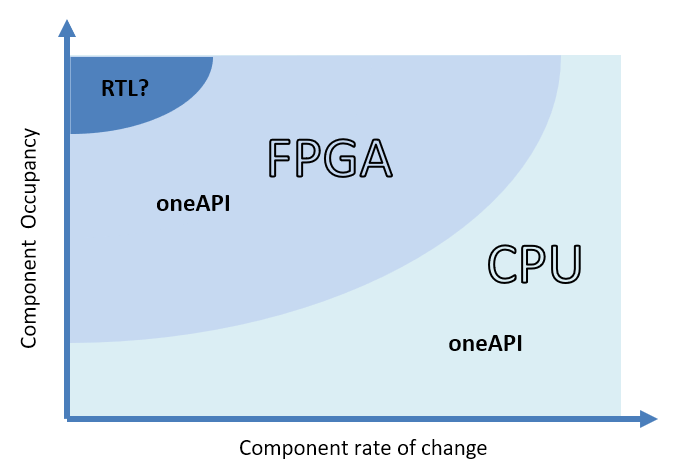 RTL?
FPGA
oneAPI
CPU
oneAPI
Component Occupancy
Component rate of change